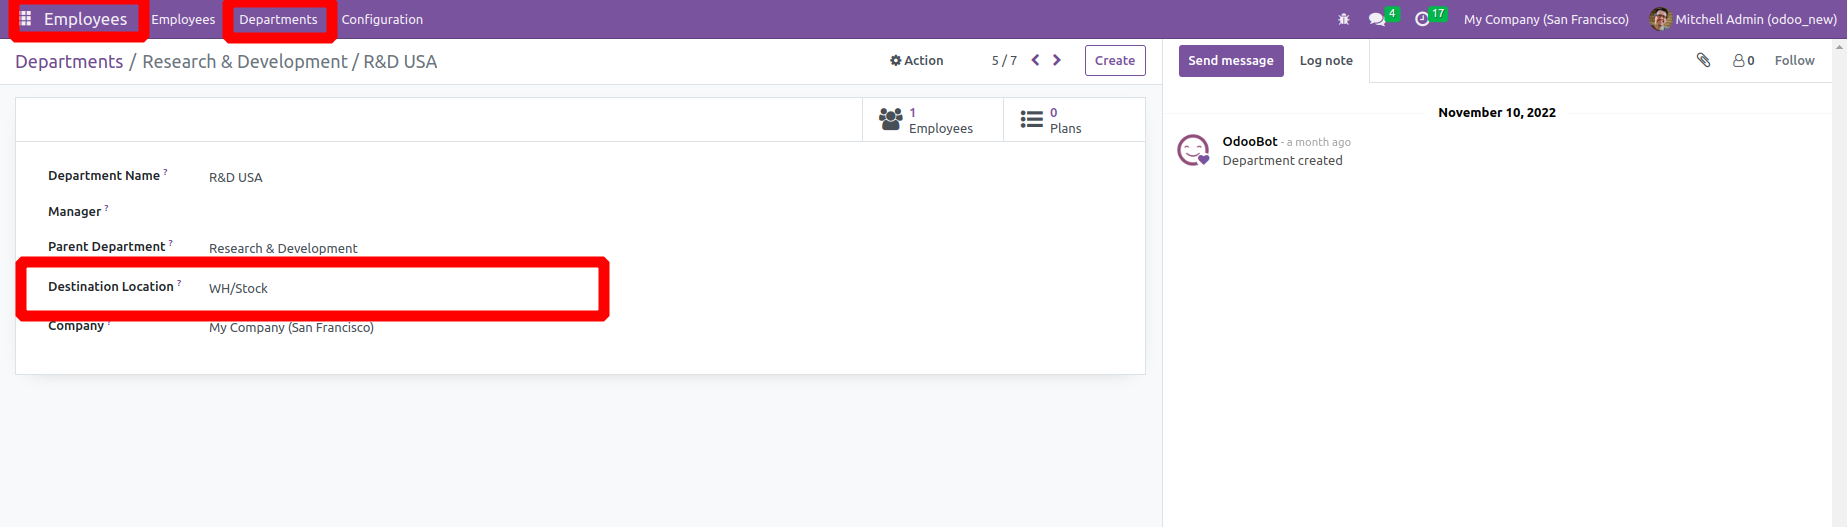 Employees Employees Departments Configuration 4 17 My Company (San Francisco) Mitchell Admin (odoo_new)
Departments / Research & Development / R&D USA Action 5 / 7 Create Send message Log note 0 Follow
1
Employees
0
Plans
Department Name ? R&D USA
Manager ?
Parent Department ? Research & Development
Destination Location ? WH/Stock
Company ? My Company (San Francisco)
November 10, 2022
OdooBot - a month ago
Department created